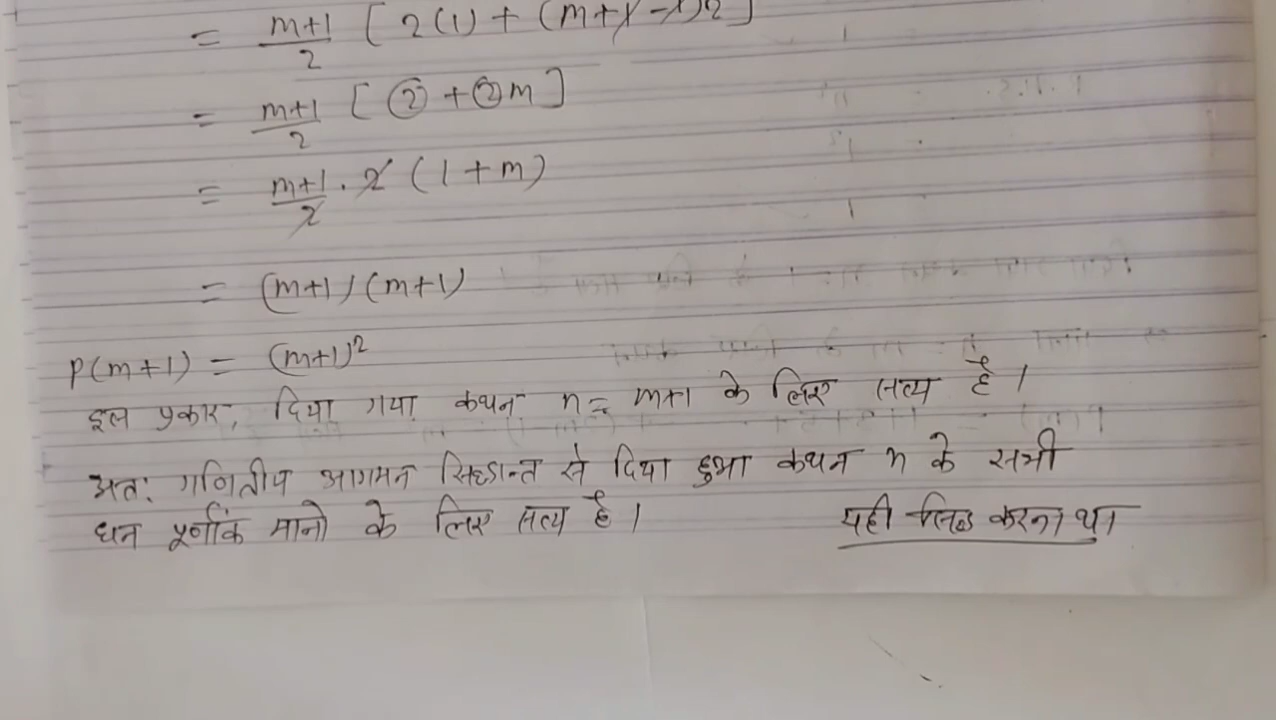 = m+1/2 [ 2(1) + (m+1-1)2 ]
= m+1/2 [ 2 + 2m ]
= m+1/2 . 2 (1+m)
= (m+1) (m+1)
P(m+1) = (m+1)²
इस प्रकार, दिया गया कथन n = m+1 के लिए सत्य है ।
अतः गणितीय आगमन सिद्धान्त से दिया हुआ कथन n के सभी
धन पूर्णांक मानो के लिए सत्य है । यही सिद्ध करना था